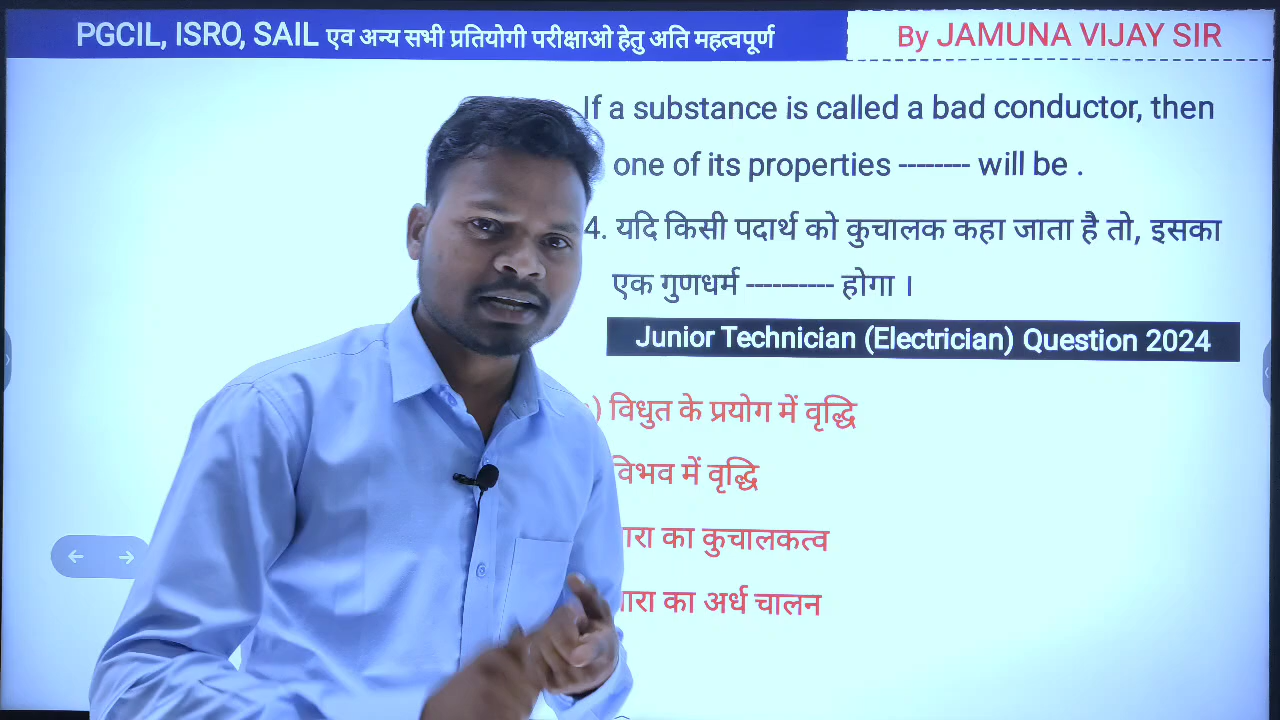 PGCIL, ISRO, SAIL एव अन्य सभी प्रतियोगी परीक्षाओ हेतु अति महत्वपूर्ण
By JAMUNA VIJAY SIR
If a substance is called a bad conductor, then
one of its properties -------- will be .
4. यदि किसी पदार्थ को कुचालक कहा जाता है तो, इसका
एक गुणधर्म ---------- होगा ।
Junior Technician (Electrician) Question 2024
) विधुत के प्रयोग में वृद्धि
विभव में वृद्धि
का कुचालकत्व
का अर्ध चालन